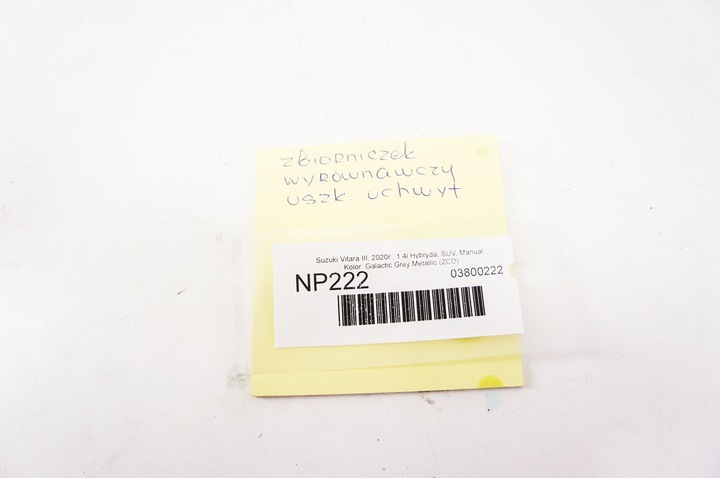 zbiorniczek
wyrównawczy
uszk. uchwyt
Suzuki Vitara III, 2020r., 1.4i Hybryda, SUV, Manual
Kolor: Galactic Grey Metallic (ZCD)
NP222
03800222